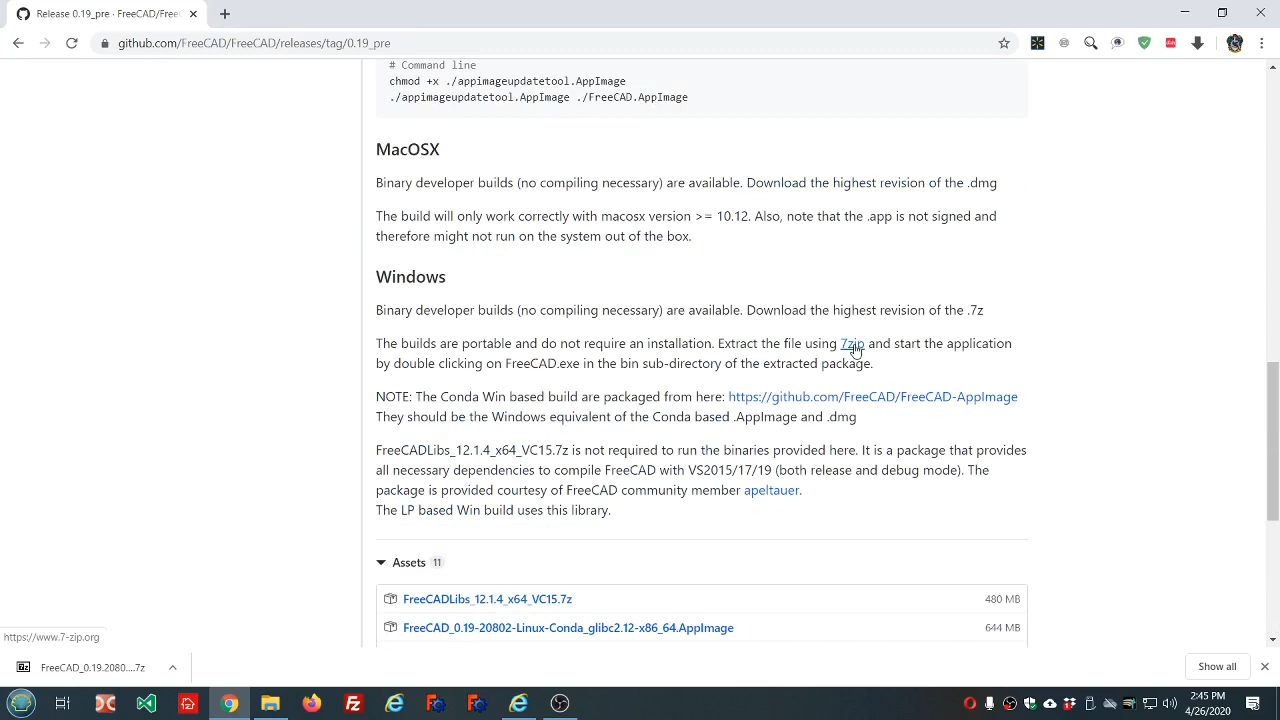 Release 0.19_pre · FreeCAD/Free
github.com/FreeCAD/FreeCAD/releases/tag/0.19_pre
# Command line
chmod +x ./appimageupdatetool.AppImage
./appimageupdatetool.AppImage ./FreeCAD.AppImage
MacOSX
Binary developer builds (no compiling necessary) are available. Download the highest revision of the .dmg
The build will only work correctly with macosx version >= 10.12. Also, note that the .app is not signed and
therefore might not run on the system out of the box.
Windows
Binary developer builds (no compiling necessary) are available. Download the highest revision of the .7z
The builds are portable and do not require an installation. Extract the file using 7zip and start the application
by double clicking on FreeCAD.exe in the bin sub-directory of the extracted package.
NOTE: The Conda Win based build are packaged from here: https://github.com/FreeCAD/FreeCAD-AppImage
They should be the Windows equivalent of the Conda based .AppImage and .dmg
FreeCADLibs_12.1.4_x64_VC15.7z is not required to run the binaries provided here. It is a package that provides
all necessary dependencies to compile FreeCAD with VS2015/17/19 (both release and debug mode). The
package is provided courtesy of FreeCAD community member apeltauer.
The LP based Win build uses this library.
Assets 11
FreeCADLibs_12.1.4_x64_VC15.7z 480 MB
FreeCAD_0.19-20802-Linux-Conda_glibc2.12-x86_64.AppImage 644 MB
https://www.7-zip.org
FreeCAD_0.19.2080....7z
Show all
2:45 PM
4/26/2020